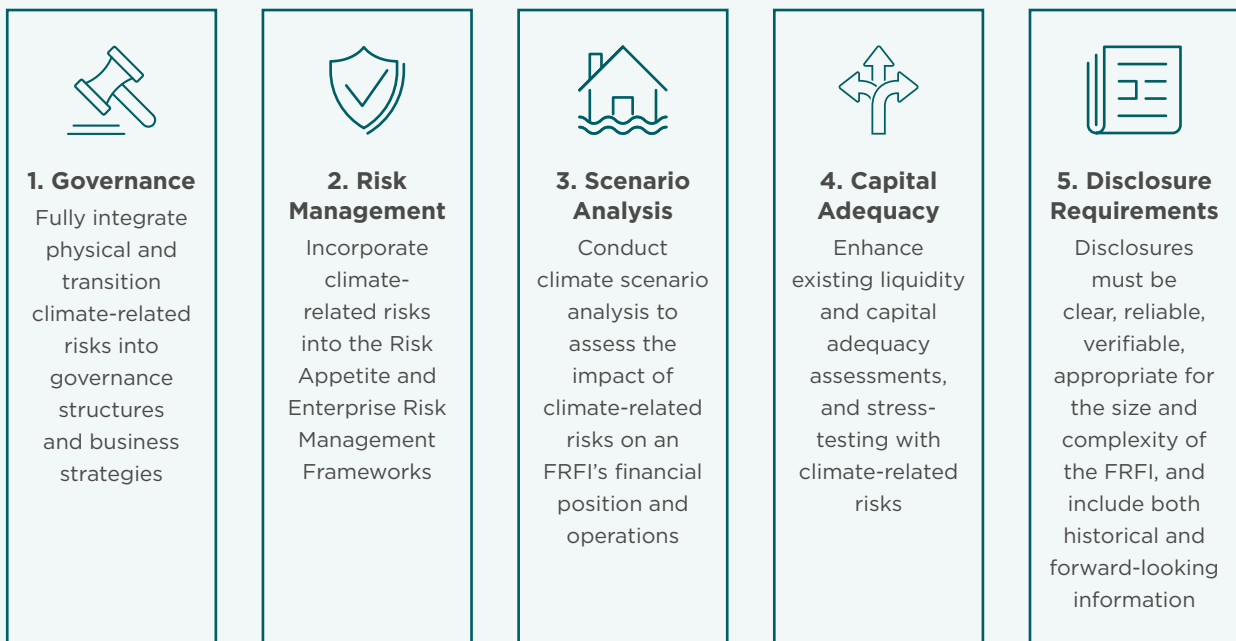 1. Governance
Fully integrate
physical and
transition
climate-related
risks into
governance
structures
and business
strategies
2. Risk
Management
Incorporate
climate-
related risks
into the Risk
Appetite and
Enterprise Risk
Management
Frameworks
3. Scenario
Analysis
Conduct
climate scenario
analysis to
assess the
impact of
climate-related
risks on an
FRFI’s financial
position and
operations
4. Capital
Adequacy
Enhance
existing liquidity
and capital
adequacy
assessments,
and stress-
testing with
climate-related
risks
5. Disclosure
Requirements
Disclosures
must be
clear, reliable,
verifiable,
appropriate for
the size and
complexity of
the FRFI, and
include both
historical and
forward-looking
information